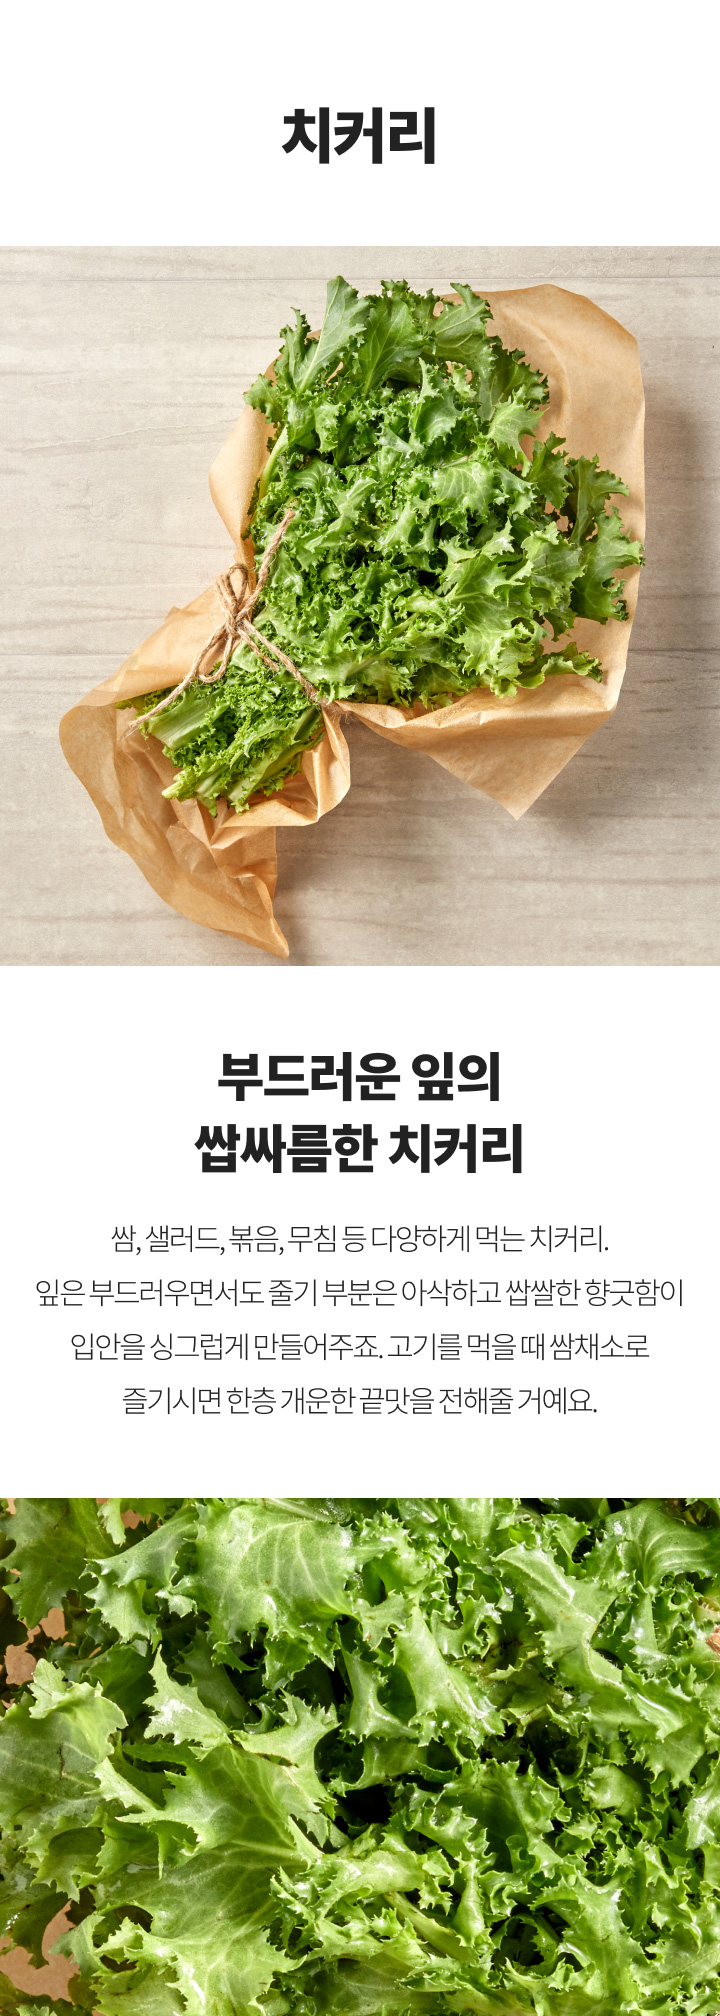 치커리
부드러운 잎의
쌉싸름한 치커리
쌈, 샐러드, 볶음, 무침 등 다양하게 먹는 치커리.
잎은 부드러우면서도 줄기 부분은 아삭하고 쌉쌀한 향긋함이
입안을 싱그럽게 만들어주죠. 고기를 먹을 때 쌈채소로
즐기시면 한층 개운한 끝맛을 전해줄 거예요.